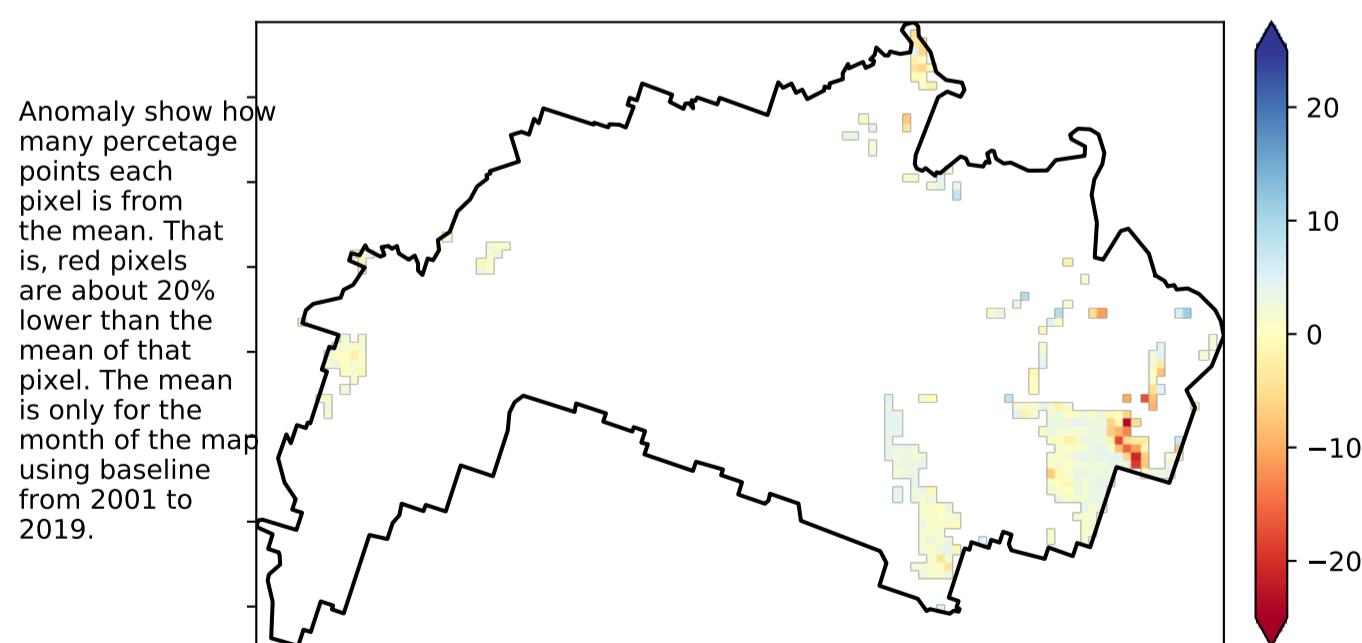 Anomaly show how
many percetage
points each
pixel is from
the mean. That
is, red pixels
are about 20%
lower than the
mean of that
pixel. The mean
is only for the
month of the map
using baseline
from 2001 to
2019.
20
10
0
−10
−20